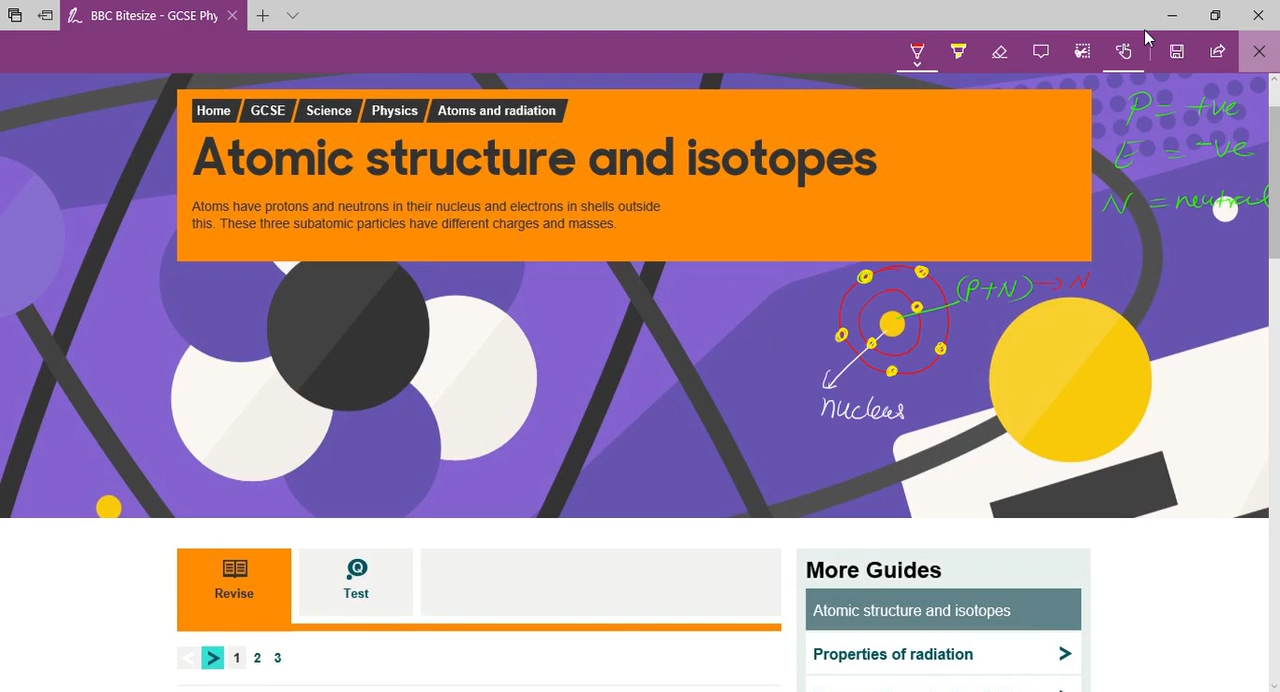 BBC Bitesize - GCSE Phy
P = +ve
E = -ve
N = neutral
Home GCSE Science Physics Atoms and radiation
Atomic structure and isotopes
Atoms have protons and neutrons in their nucleus and electrons in shells outside
this. These three subatomic particles have different charges and masses.
(P+N) → N
nucleus
Revise
Q
Test
1 2 3
More Guides
Atomic structure and isotopes
Properties of radiation